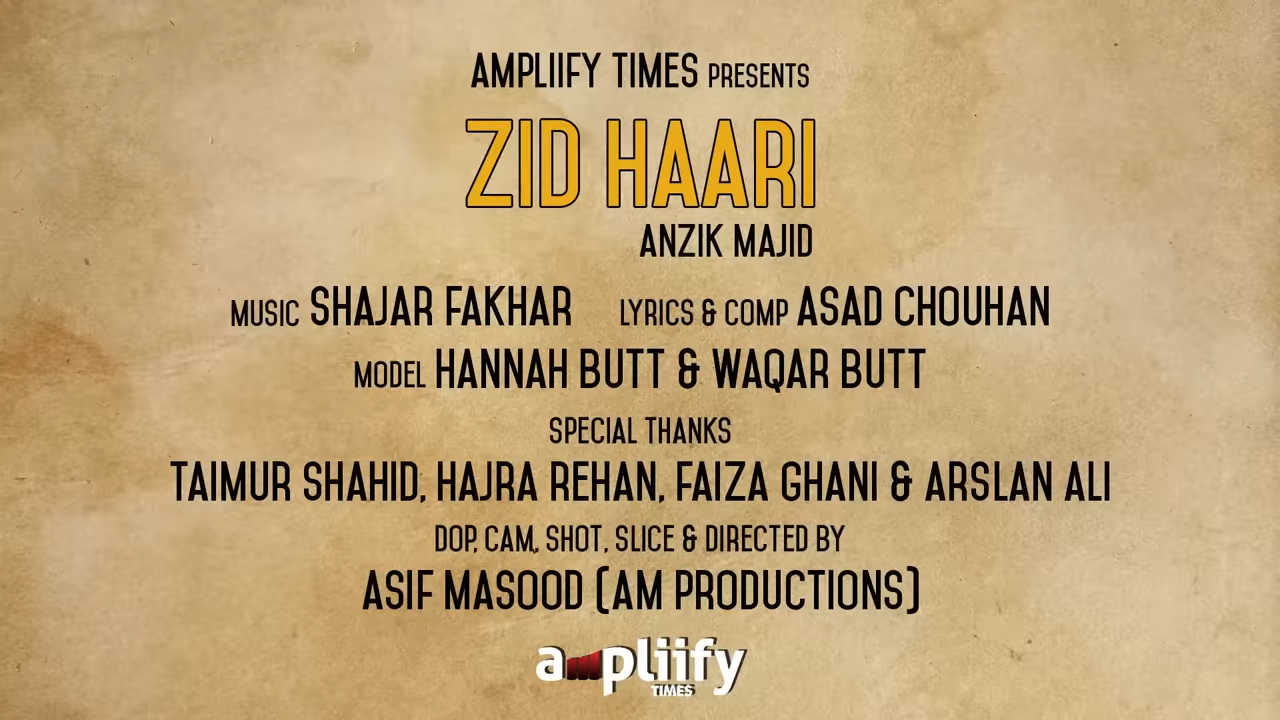 AMPLIIFY TIMES PRESENTS
ZID HAARI
ANZIK MAJID
MUSIC SHAJAR FAKHAR LYRICS & COMP ASAD CHOUHAN
MODEL HANNAH BUTT & WAQAR BUTT
SPECIAL THANKS
TAIMUR SHAHID, HAJRA REHAN, FAIZA GHANI & ARSLAN ALI
DOP, CAM, SHOT, SLICE & DIRECTED BY
ASIF MASOOD (AM PRODUCTIONS)
ampliify
TIMES